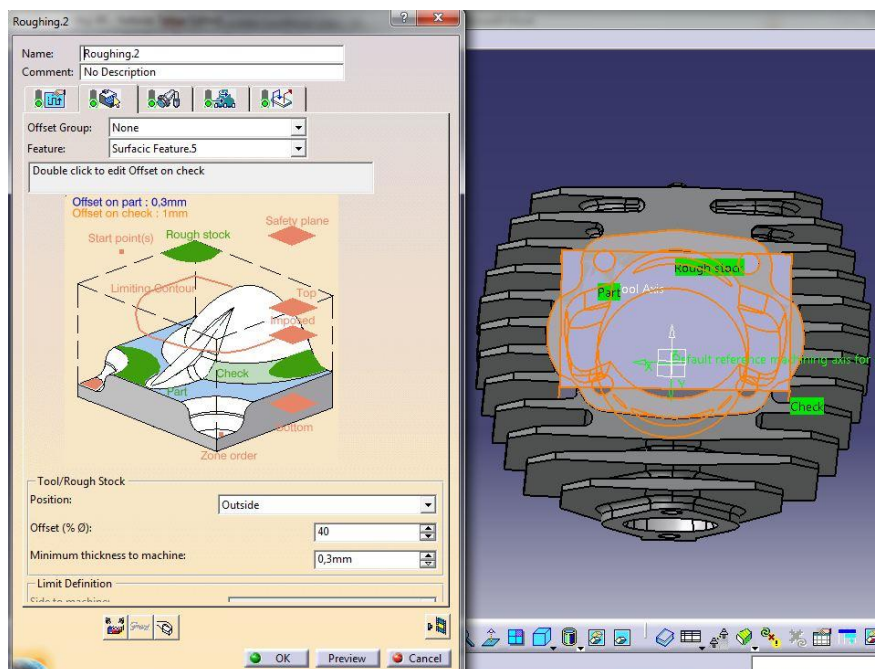 Roughing.2
Name: Roughing.2
Comment: No Description
Offset Group: None
Feature: Surfacic Feature.5
Double click to edit Offset on check
Offset on part : 0,3mm
Offset on check : 1mm
Safety plane
Start point(s)
Rough stock
Limiting Contour
Top
Imposed
Check
Part
Bottom
Zone order
Tool/Rough Stock
Position: Outside
Offset (% Ø): 40
Minimum thickness to machine: 0,3mm
Limit Definition
OK Preview Cancel
Rough stock
Part ool Axis
Default reference machining axis for
X
Y
Check